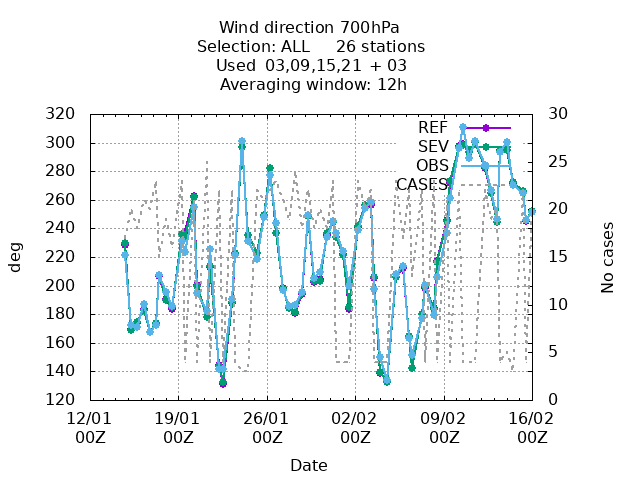 Wind direction 700hPa
Selection: ALL 26 stations
Used 03,09,15,21 + 03
Averaging window: 12h
320 30
300 REF
SEV
280 25
OBS
CASES
260
240 20
deg
220 15
No cases
200
180 10
160
140 5
120 0
12/01 19/01 26/01 02/02 09/02 16/02
00Z 00Z 00Z 00Z 00Z 00Z
Date